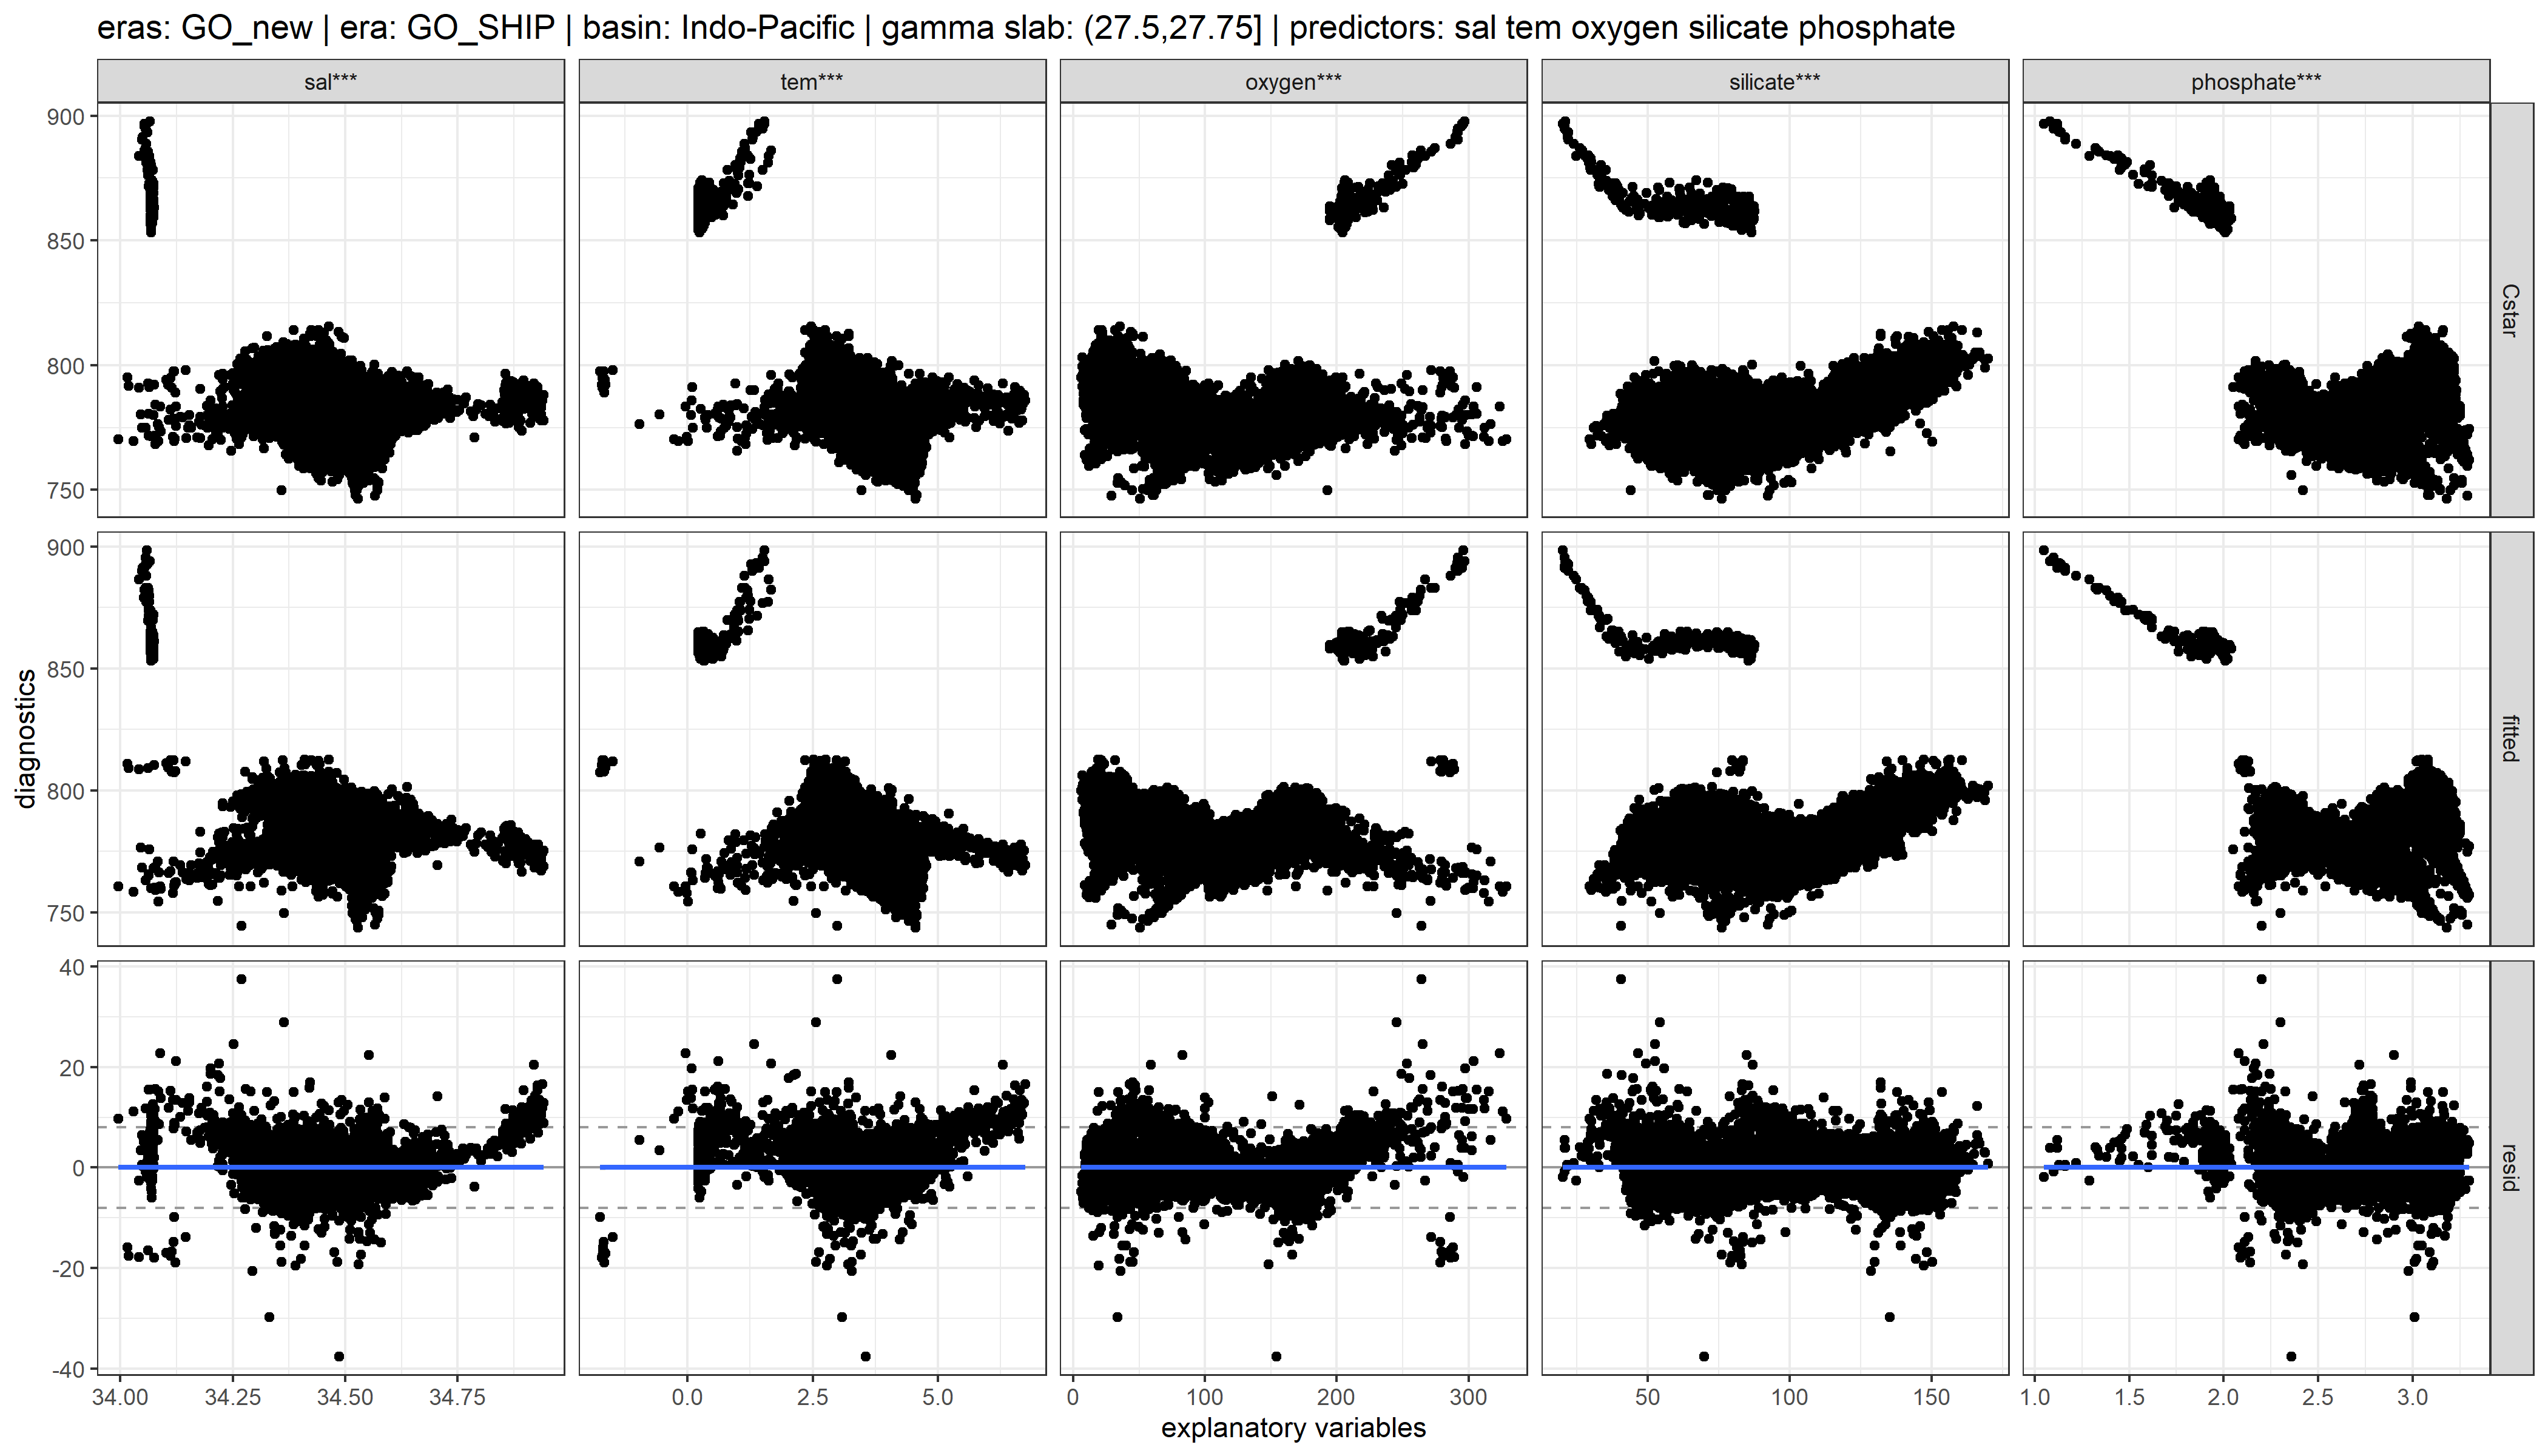 eras: GO_new | era: GO_SHIP | basin: Indo-Pacific | gamma slab: (27.5,27.75] | predictors: sal tem oxygen silicate phosphate
sal*** tem*** oxygen*** silicate*** phosphate***
900
850
800
750
Cstar
900
850
800
750
fitted
diagnostics
40
20
0
-20
-40
resid
34.00 34.25 34.50 34.75 0.0 2.5 5.0 0 100 200 300 50 100 150 1.0 1.5 2.0 2.5 3.0
explanatory variables